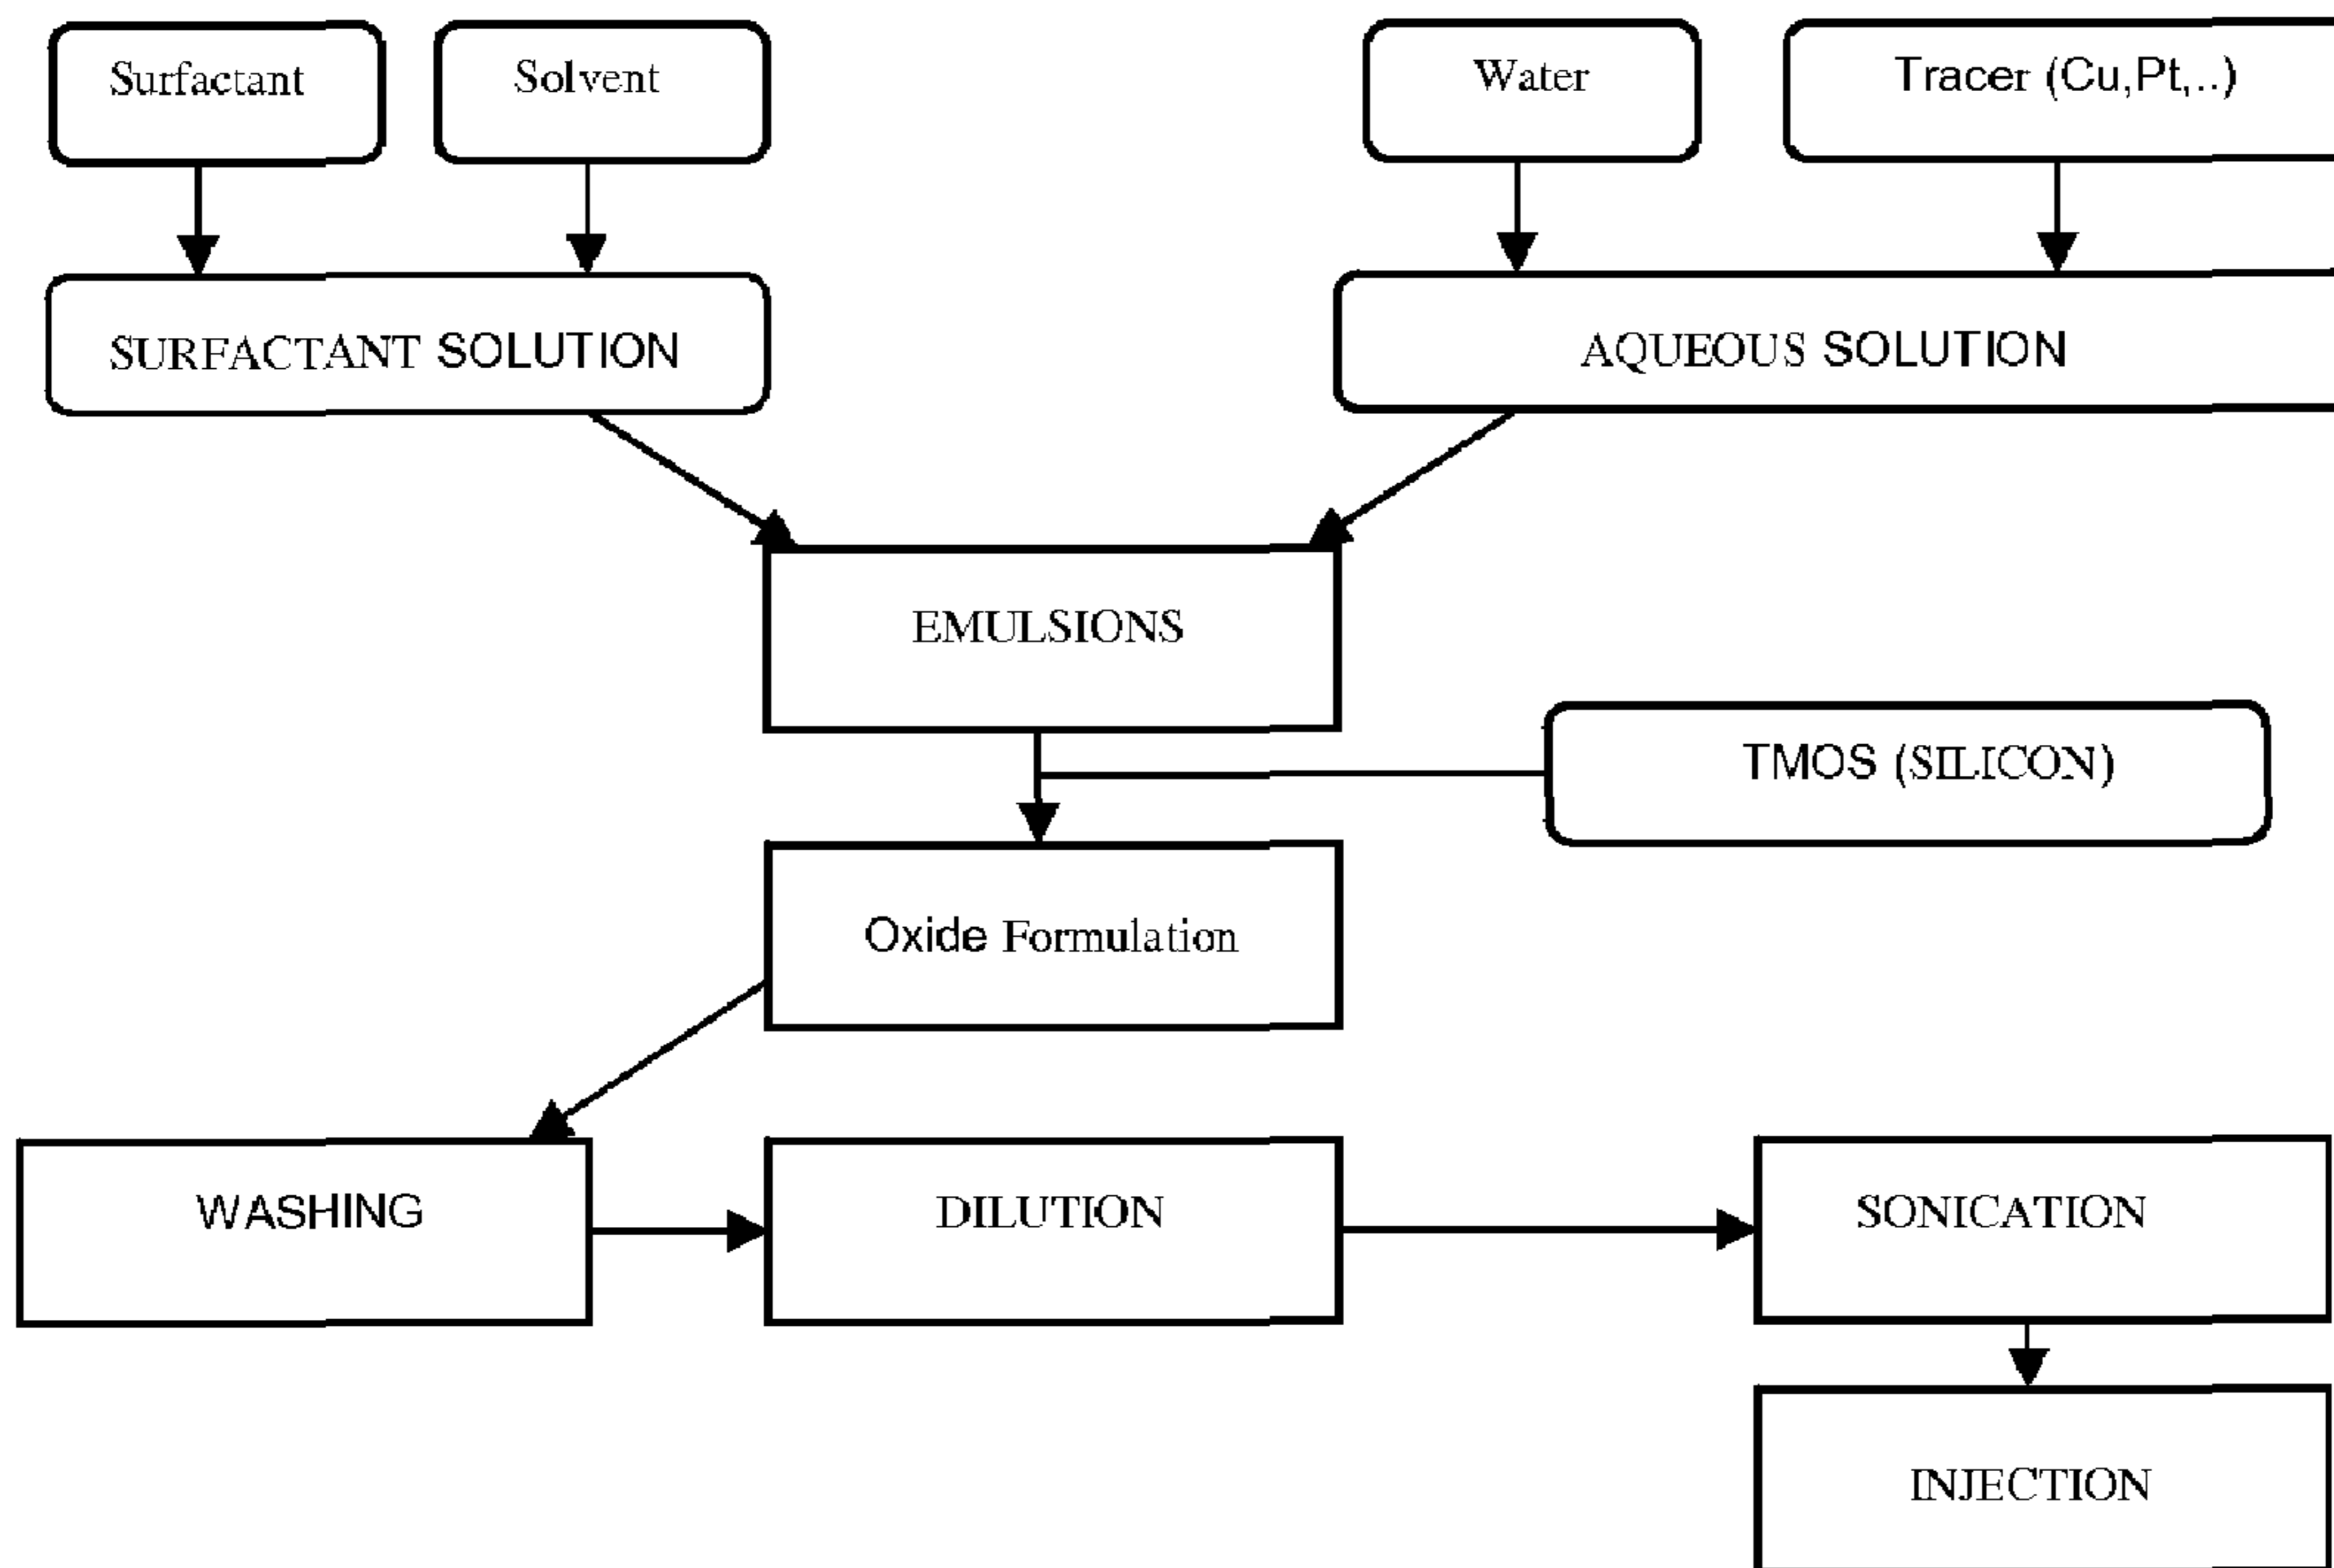 Surfactant
Solvent
Water
Tracer (Cu,Pt,..)
SURFACTANT SOLUTION
AQUEOUS SOLUTION
EMULSIONS
TMOS (SILICON)
Oxide Formulation
WASHING
DILUTION
SONICATION
INJECTION